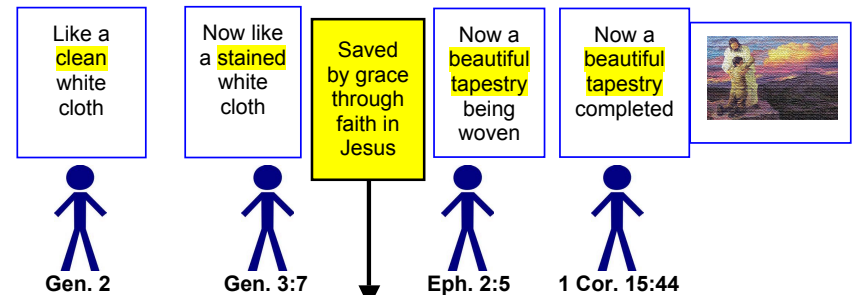 Like a
clean
white
cloth
Now like
a stained
white
cloth
Saved
by grace
through
faith in
Jesus
Now a
beautiful
tapestry
being
woven
Now a
beautiful
tapestry
completed
Gen. 2
Gen. 3:7
Eph. 2:5
1 Cor. 15:44